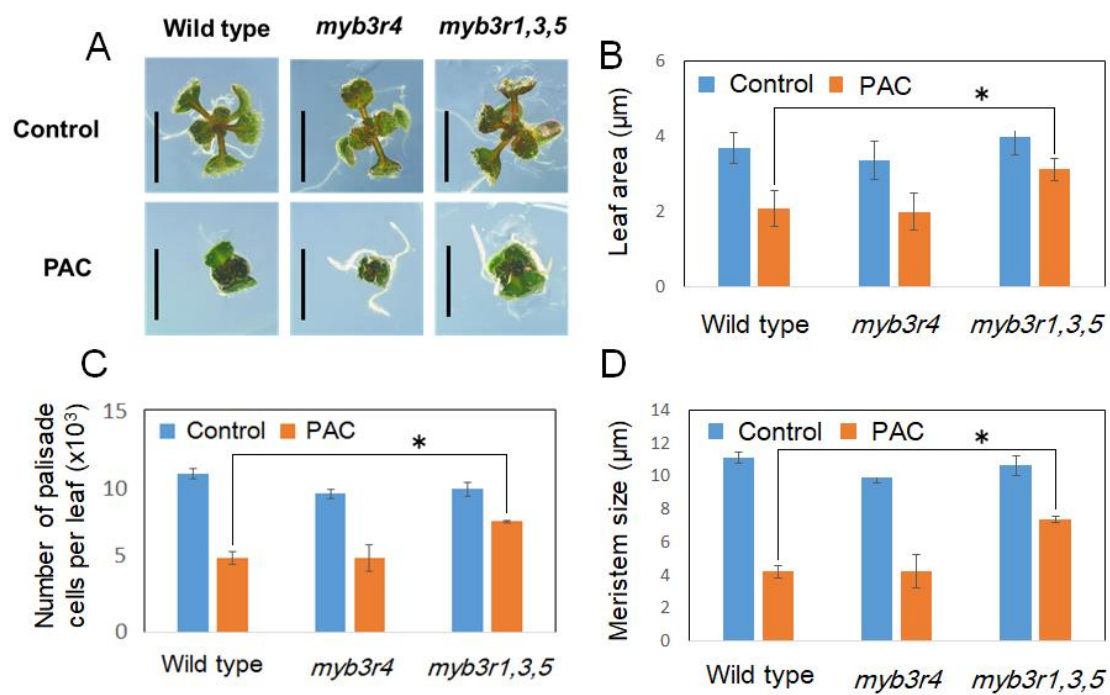 A
Wild type myb3r4 myb3r1,3,5
Control
PAC
B
Leaf area (µm)
6
4
2
0
Control PAC
*
Wild type myb3r4 myb3r1,3,5
C
Number of palisade
cells per leaf (x10³)
15
10
5
0
Control PAC
*
Wild type myb3r4 myb3r1,3,5
D
Meristem size (µm)
14
12
10
8
6
4
2
0
Control PAC
*
Wild type myb3r4 myb3r1,3,5